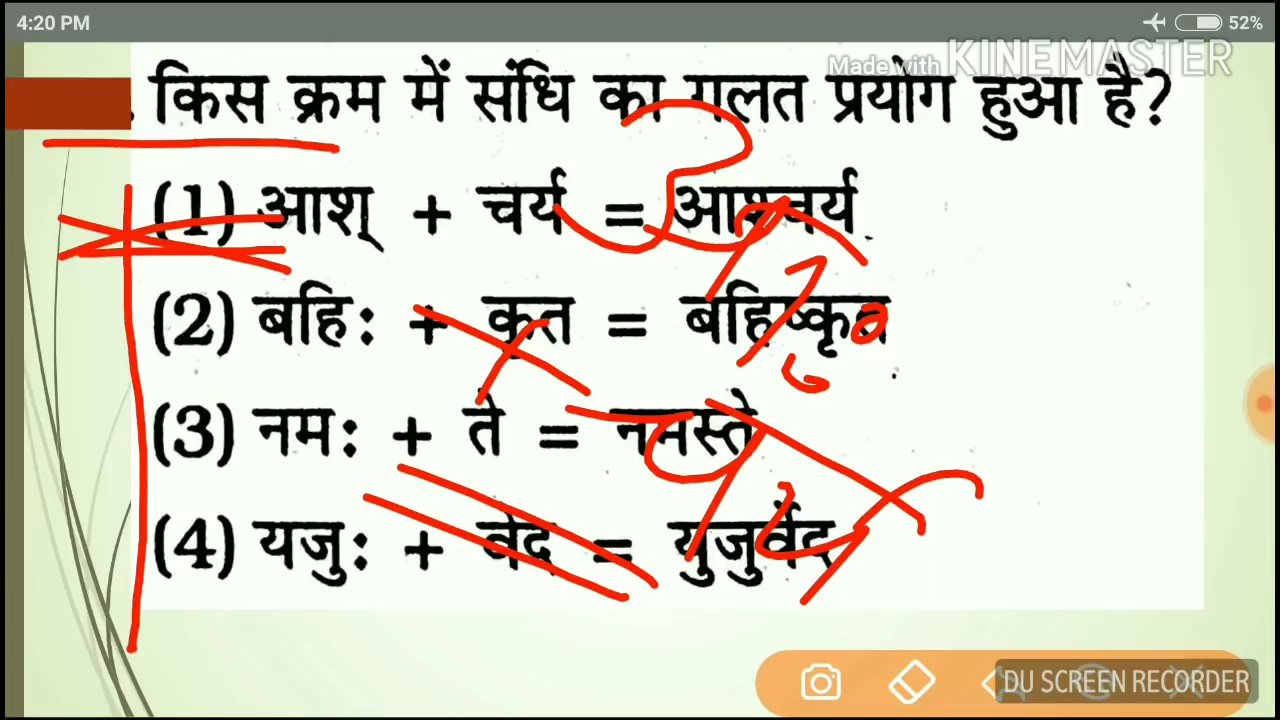 4:20 PM 52%
Made with KINEMASTER
. किस क्रम में संधि का गलत प्रयोग हुआ है?
(1) आश् + चर्य = आश्चर्य
(2) बहि: + कृत = बहिष्कृत
(3) नम: + ते = नमस्ते
(4) यजु: + वेद = युजुर्वेद
DU SCREEN RECORDER